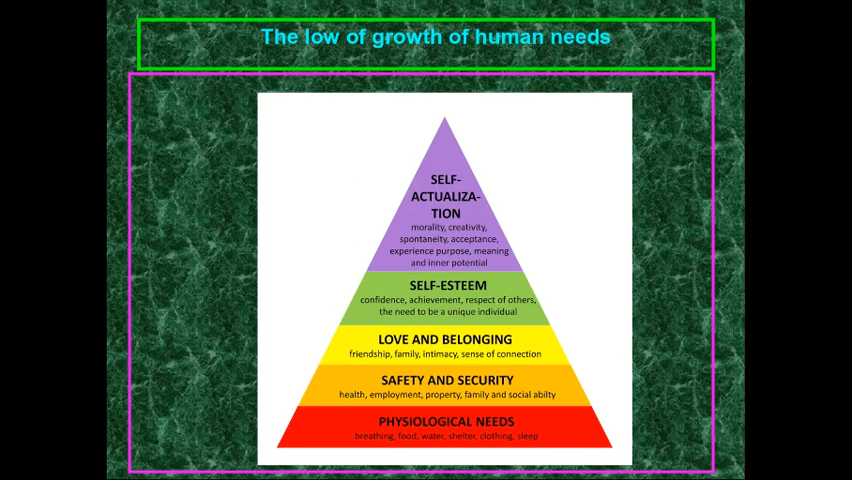 The low of growth of human needs
SELF-
ACTUALIZA-
TION
morality, creativity,
spontaneity, acceptance,
experience purpose, meaning
and inner potential
SELF-ESTEEM
confidence, achievement, respect of others,
the need to be a unique individual
LOVE AND BELONGING
friendship, family, intimacy, sense of connection
SAFETY AND SECURITY
health, employment, property, family and social abilty
PHYSIOLOGICAL NEEDS
breathing, food, water, shelter, clothing, sleep